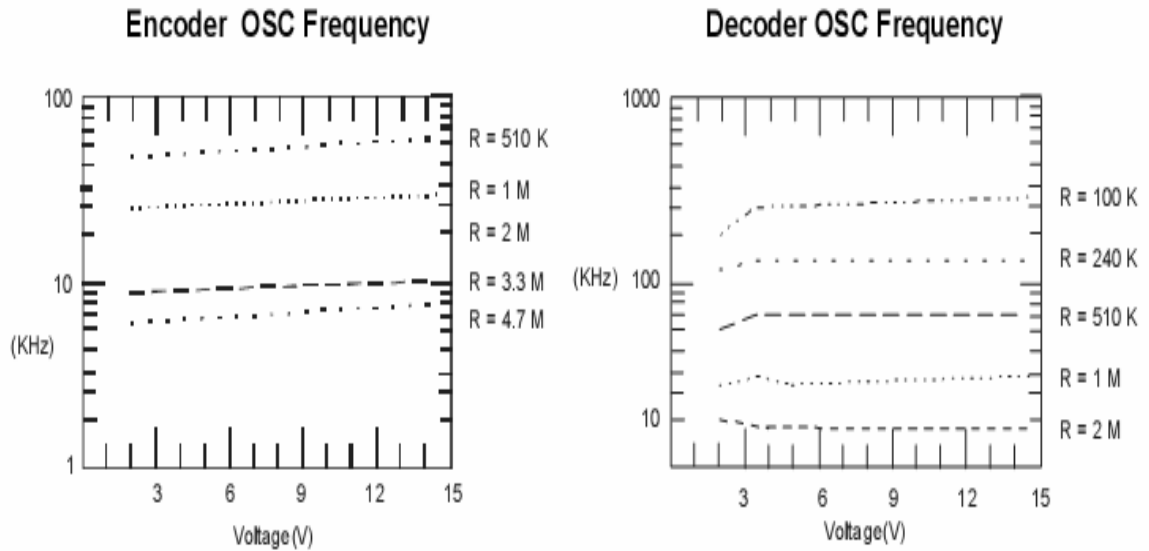 Encoder OSC Frequency
100
10
(KHz)
1
3 6 9 12 15
Voltage(V)
R = 510 K
R = 1 M
R = 2 M
R = 3.3 M
R = 4.7 M
Decoder OSC Frequency
1000
(KHz)
100
10
3 6 9 12 15
Voltage(V)
R = 100 K
R = 240 K
R = 510 K
R = 1 M
R = 2 M